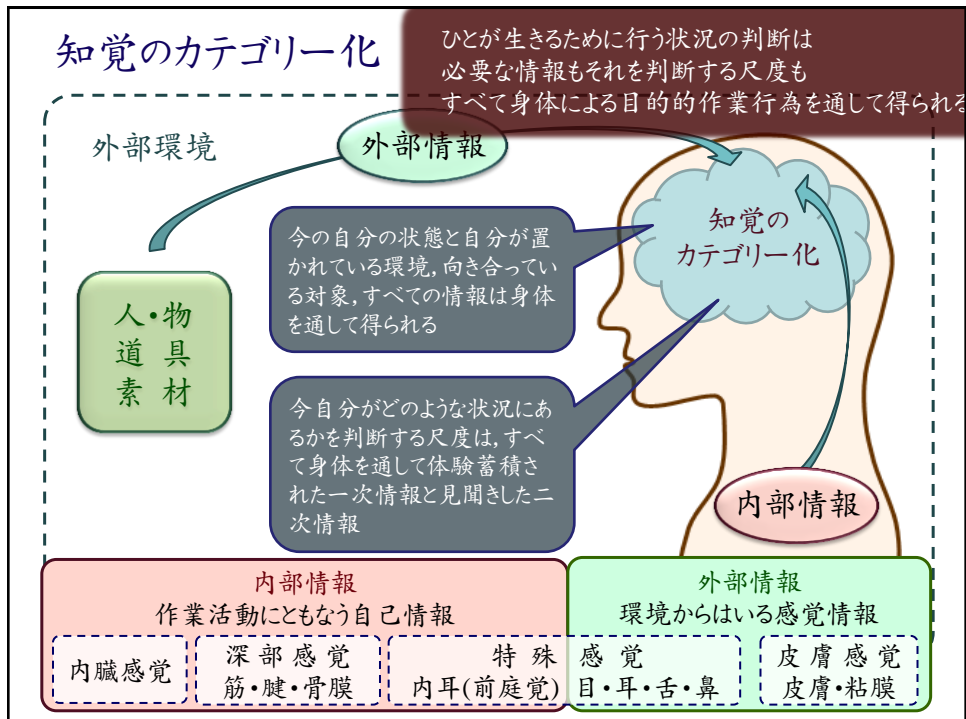 知覚のカテゴリー化
ひとが生きるために行う状況の判断は
必要な情報もそれを判断する尺度も
すべて身体による目的的作業行為を通して得られる
外部環境
外部情報
知覚の
カテゴリー化
今の自分の状態と自分が置
かれている環境,向き合ってい
る対象,すべての情報は身体
を通して得られる
人・物
道 具
素 材
今自分がどのような状況にあ
るかを判断する尺度は,すべ
て身体を通して体験蓄積さ
れた一次情報と見聞きした二
次情報
内部情報
内部情報
作業活動にともなう自己情報
外部情報
環境からはいる感覚情報
内臓感覚
深 部 感 覚
筋・腱・骨膜
特 殊 感 覚
内耳(前庭覚) 目・耳・舌・鼻
皮 膚 感 覚
皮膚・粘膜